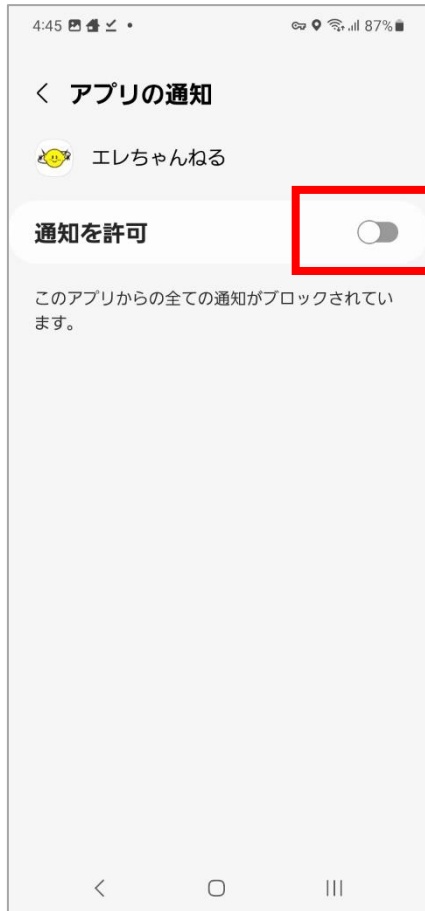 4:45 87%
アプリの通知
エレちゃんねる
通知を許可
このアプリからの全ての通知がブロックされてい
ます。